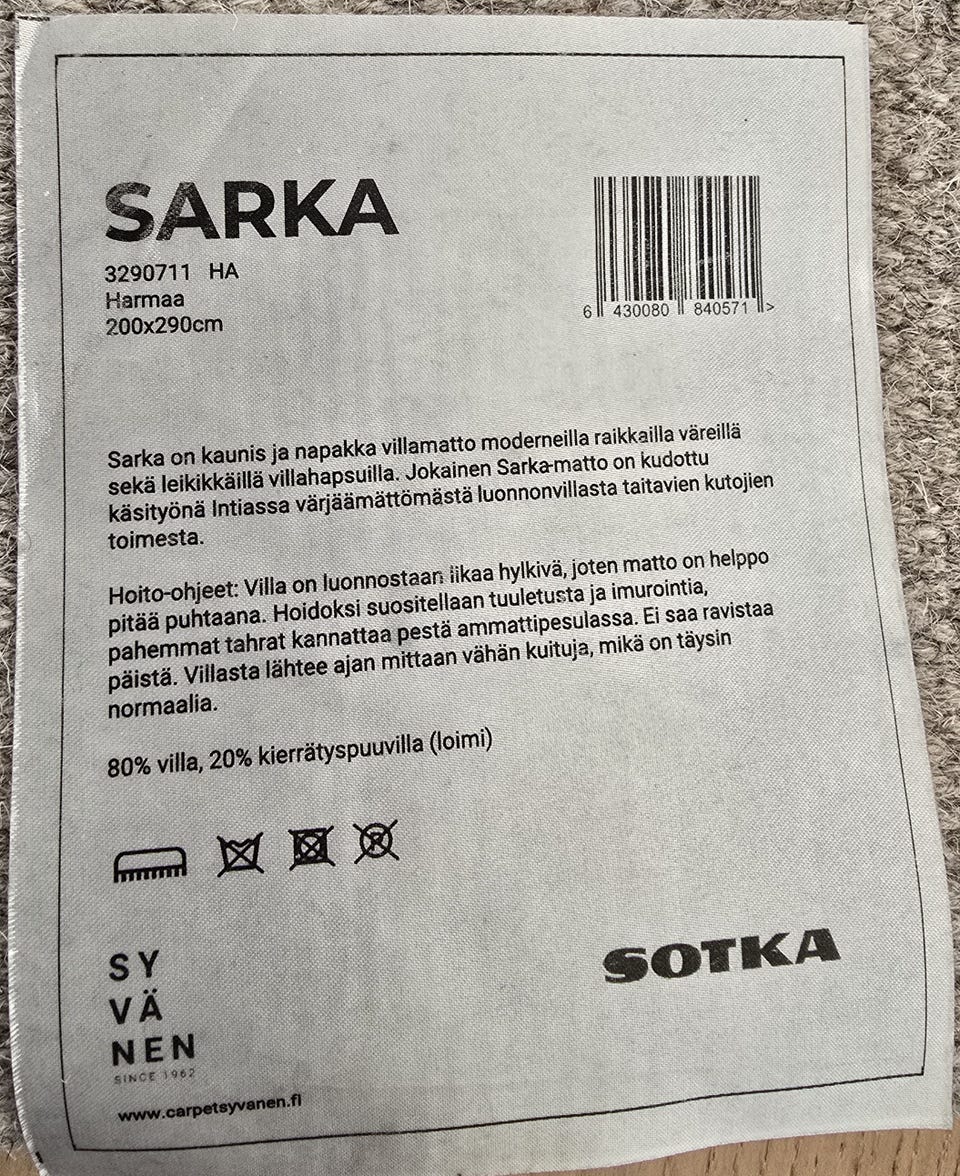 SARKA
3290711 HA
Harmaa
200x290cm
6 430080 840571 >
Sarka on kaunis ja napakka villamatto moderneilla raikkailla väreillä
sekä leikikkäillä villahapsuilla. Jokainen Sarka-matto on kudottu
käsityönä Intiassa värjäämättömästä luonnonvillasta taitavien kutojien
toimesta.
Hoito-ohjeet: Villa on luonnostaan likaa hylkivä, joten matto on helppo
pitää puhtaana. Hoidoksi suositellaan tuuletusta ja imurointia,
pahemmat tahrat kannattaa pestä ammattipesulassa. Ei saa ravistaa
päistä. Villasta lähtee ajan mittaan vähän kuituja, mikä on täysin
normaalia.
80% villa, 20% kierrätyspuuvilla (loimi)
P
SY
VÄ
NEN
SINCE 1962
www.carpetsyvanen.fi
SOTKA